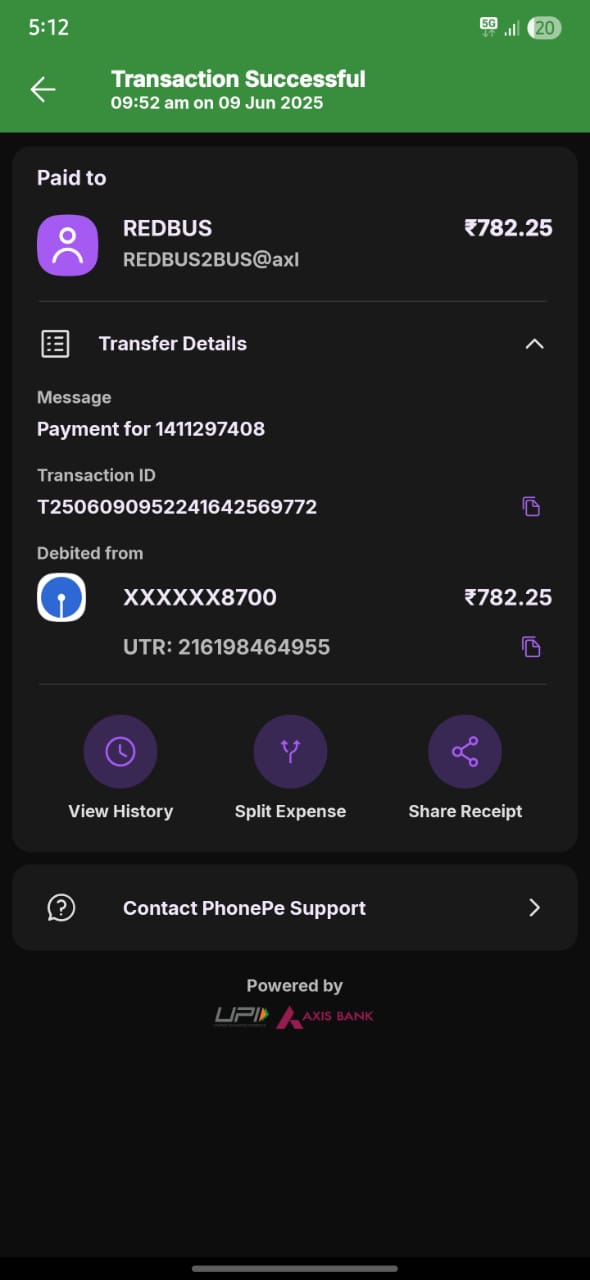 5:12
5G
20
Transaction Successful
09:52 am on 09 Jun 2025
Paid to
REDBUS
₹782.25
REDBUS2BUS@axl
Transfer Details
Message
Payment for 1411297408
Transaction ID
T2506090952241642569772
Debited from
XXXXXX8700
₹782.25
UTR: 216198464955
View History
Split Expense
Share Receipt
Contact PhonePe Support
Powered by
UPI
AXIS BANK